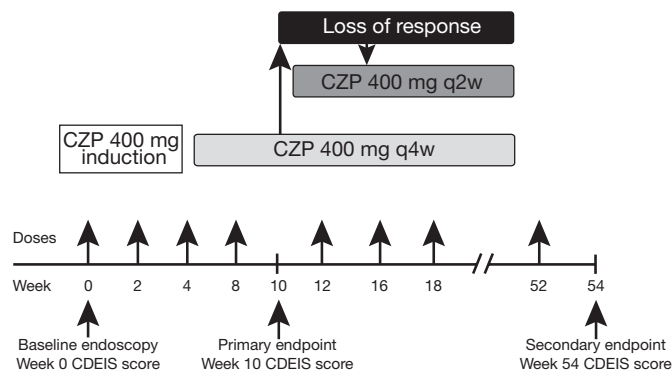 Loss of response
CZP 400 mg q2w
CZP 400 mg
induction
CZP 400 mg q4w
Doses
Week 0 2 4 8 10 12 16 18 52 54
Baseline endoscopy
Week 0 CDEIS score
Primary endpoint
Week 10 CDEIS score
Secondary endpoint
Week 54 CDEIS score